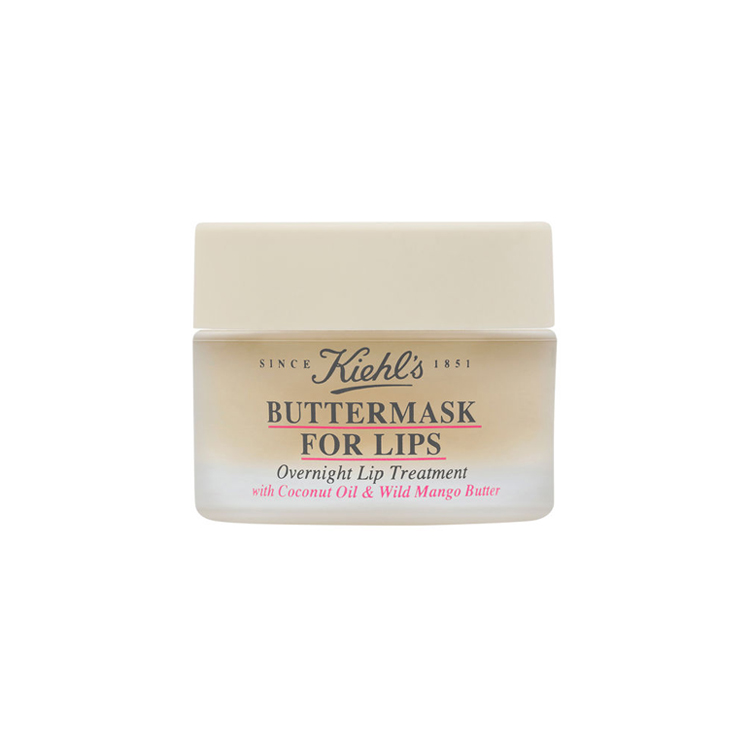 SINCE Kiehl's 1851
BUTTERMASK
FOR LIPS
Overnight Lip Treatment
with Coconut Oil & Wild Mango Butter